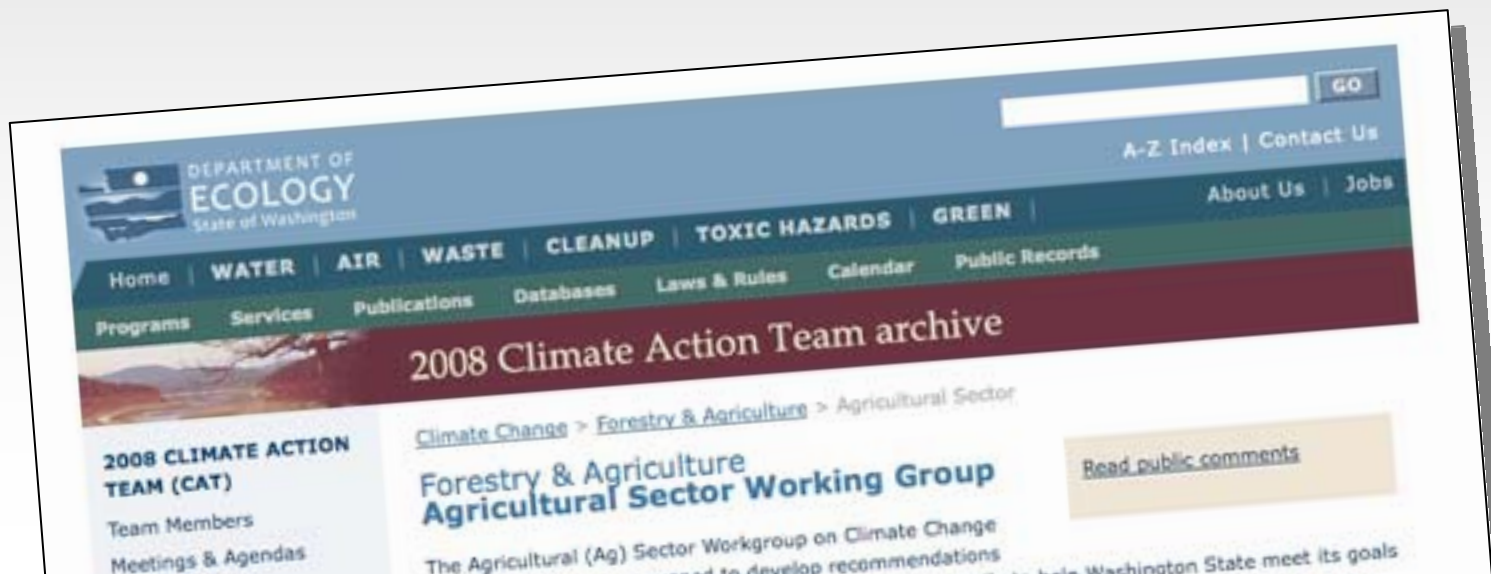 GO
A-Z Index | Contact Us
DEPARTMENT OF
ECOLOGY
State of Washington
Home | WATER | AIR | WASTE | CLEANUP | TOXIC HAZARDS | GREEN | About Us | Jobs
Programs Services Publications Databases Laws & Rules Calendar Public Records
2008 Climate Action Team archive
2008 CLIMATE ACTION
TEAM (CAT)
Team Members
Meetings & Agendas
Climate Change > Forestry & Agriculture > Agricultural Sector
Forestry & Agriculture
Agricultural Sector Working Group
Read public comments
The Agricultural (Ag) Sector Workgroup on Climate Change
to develop recommendations
help Washington State meet its goals